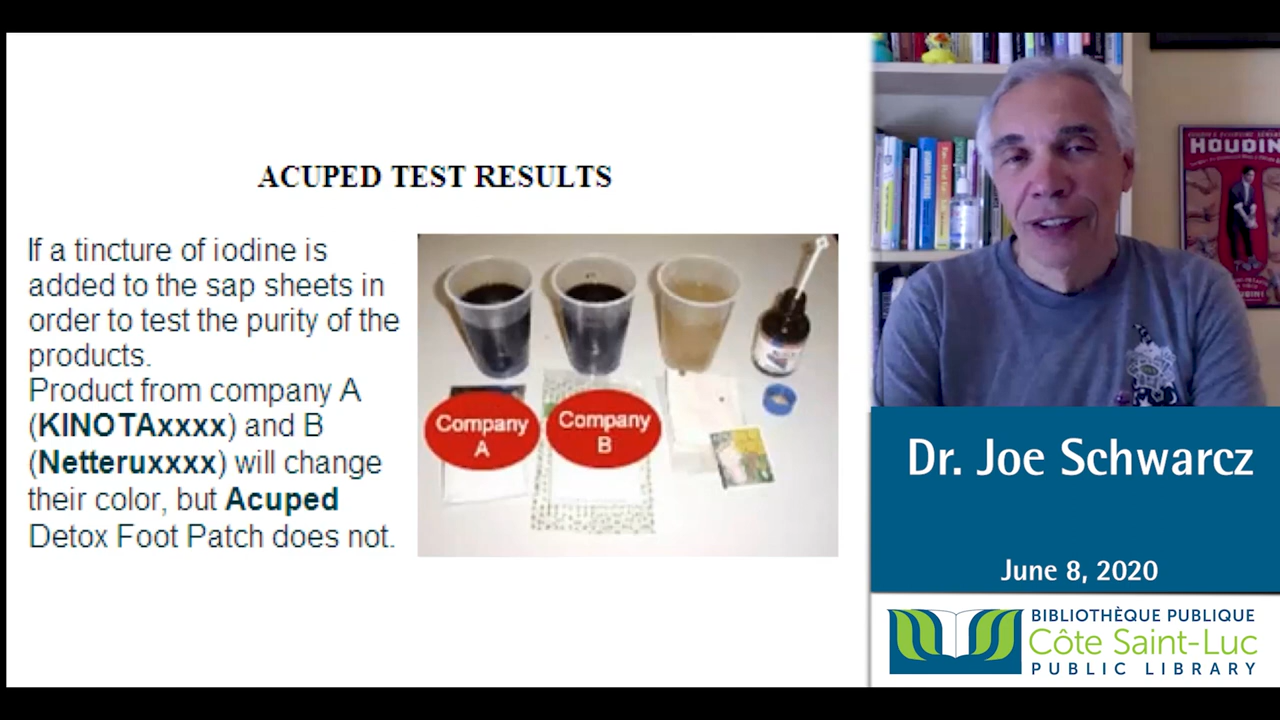 ACUPED TEST RESULTS
If a tincture of iodine is
added to the sap sheets in
order to test the purity of the
products.
Product from company A
(KINOTAxxxx) and B
(Netteruxxxx) will change
their color, but Acuped
Detox Foot Patch does not.
Company
A
Company
B
HOUDIN
Dr. Joe Schwarcz
June 8, 2020
BIBLIOTHÈQUE PUBLIQUE
Côte Saint-Luc
PUBLIC LIBRARY